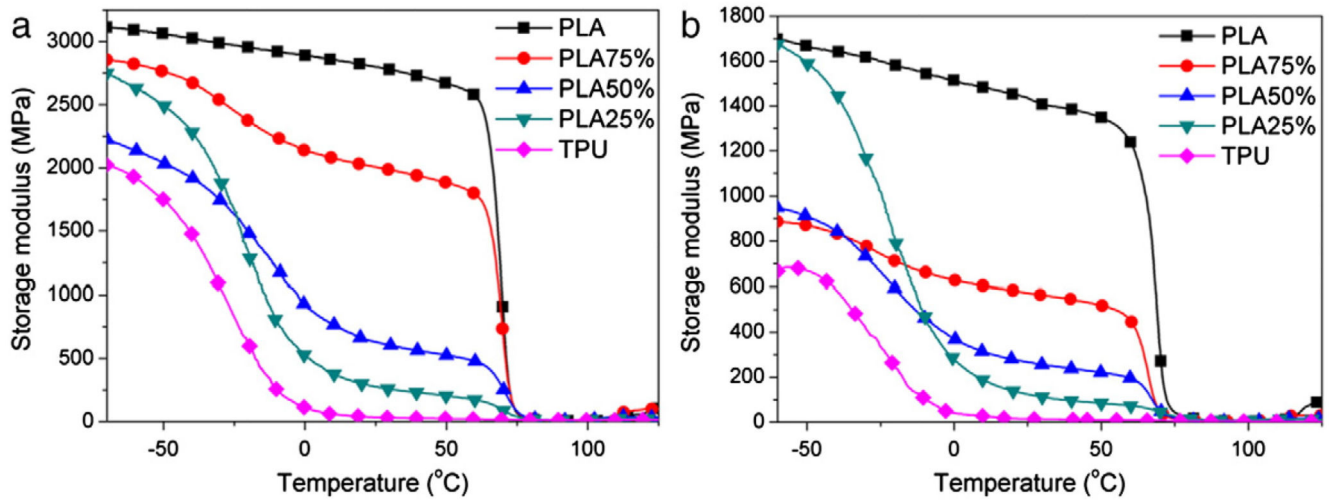 a
Storage modulus (MPa)
3000
2500
2000
1500
1000
500
0
-50
0
50
100
Temperature (°C)
PLA
PLA75%
PLA50%
PLA25%
TPU
b
Storage modulus (MPa)
1800
1600
1400
1200
1000
800
600
400
200
0
-50
0
50
100
Temperature (°C)
PLA
PLA75%
PLA50%
PLA25%
TPU